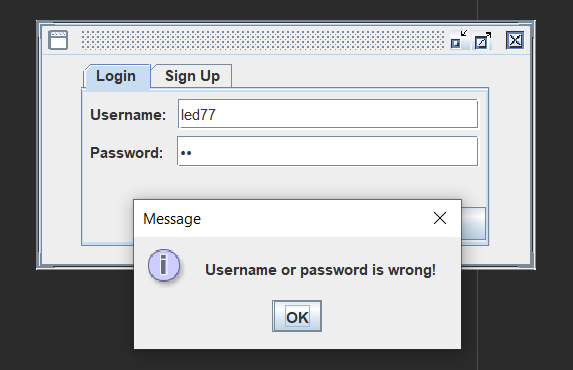 Login Sign Up
Username: led77
Password: ••
Message
Username or password is wrong!
OK